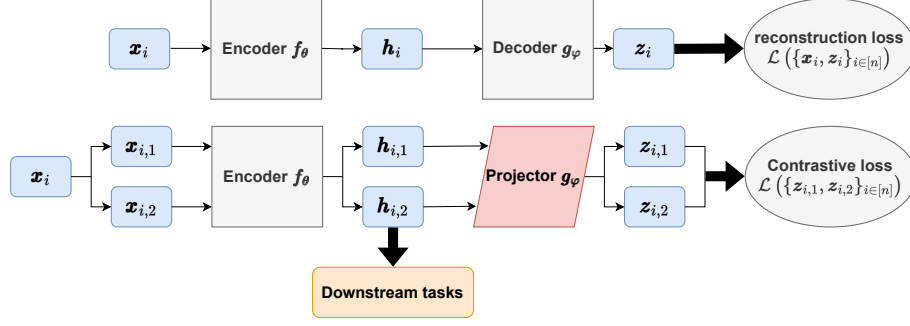 x_i
Encoder f_θ
h_i
Decoder g_φ
z_i
reconstruction loss
L ({x_i, z_i}_{i∈[n]})
x_i
x_{i,1}
x_{i,2}
Encoder f_θ
h_{i,1}
h_{i,2}
Projector g_φ
z_{i,1}
z_{i,2}
Contrastive loss
L ({z_{i,1}, z_{i,2}}_{i∈[n]})
Downstream tasks